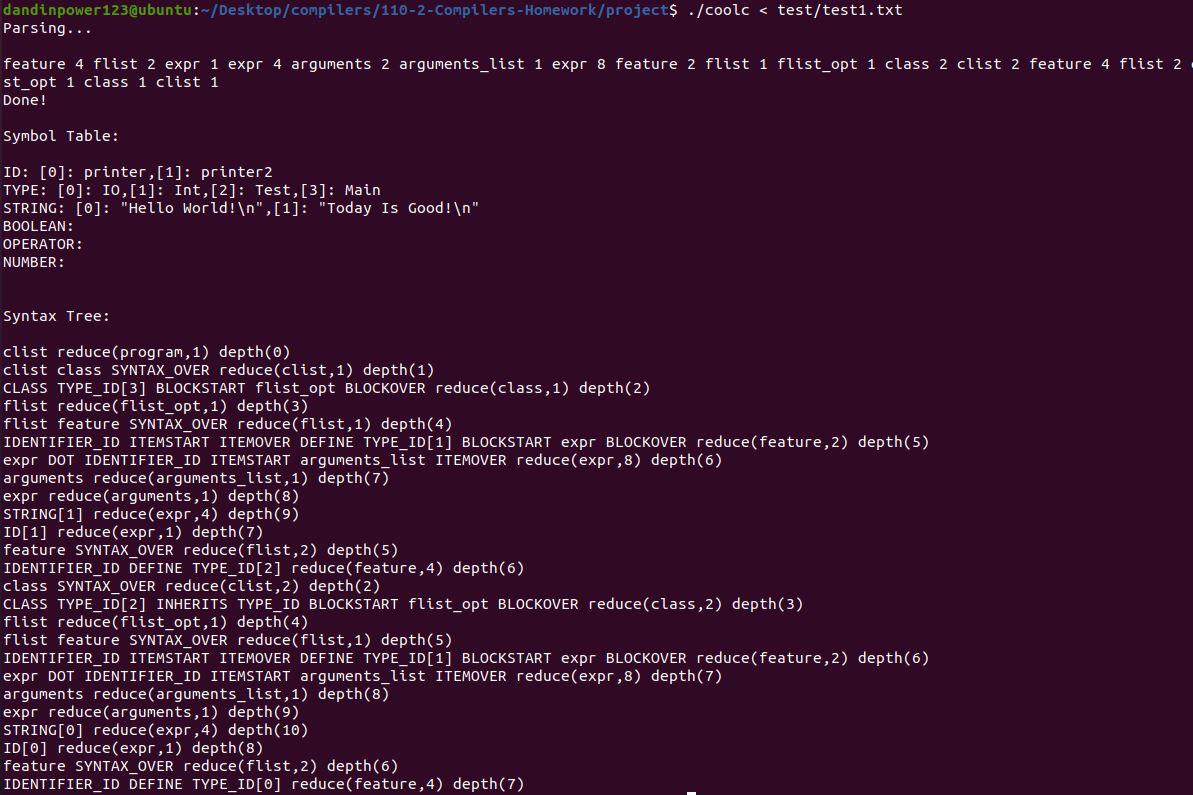 dandinpower123@ubuntu:~/Desktop/compilers/110-2-Compilers-Homework/project$ ./coolc < test/test1.txt
Parsing...
feature 4 flist 2 expr 1 expr 4 arguments 2 arguments_list 1 expr 8 feature 2 flist 1 flist_opt 1 class 2 clist 2 feature 4 flist 2
st_opt 1 class 1 clist 1
Done!
Symbol Table:
ID: [0]: printer,[1]: printer2
TYPE: [0]: IO,[1]: Int,[2]: Test,[3]: Main
STRING: [0]: "Hello World!\n",[1]: "Today Is Good!\n"
BOOLEAN:
OPERATOR:
NUMBER:
Syntax Tree:
clist reduce(program,1) depth(0)
clist class SYNTAX_OVER reduce(clist,1) depth(1)
CLASS TYPE_ID[3] BLOCKSTART flist_opt BLOCKOVER reduce(class,1) depth(2)
flist reduce(flist_opt,1) depth(3)
flist feature SYNTAX_OVER reduce(flist,1) depth(4)
IDENTIFIER_ID ITEMSTART ITEMOVER DEFINE TYPE_ID[1] BLOCKSTART expr BLOCKOVER reduce(feature,2) depth(5)
expr DOT IDENTIFIER_ID ITEMSTART arguments_list ITEMOVER reduce(expr,8) depth(6)
arguments reduce(arguments_list,1) depth(7)
expr reduce(arguments,1) depth(8)
STRING[1] reduce(expr,4) depth(9)
ID[1] reduce(expr,1) depth(7)
feature SYNTAX_OVER reduce(flist,2) depth(5)
IDENTIFIER_ID DEFINE TYPE_ID[2] reduce(feature,4) depth(6)
class SYNTAX_OVER reduce(clist,2) depth(2)
CLASS TYPE_ID[2] INHERITS TYPE_ID BLOCKSTART flist_opt BLOCKOVER reduce(class,2) depth(3)
flist reduce(flist_opt,1) depth(4)
flist feature SYNTAX_OVER reduce(flist,1) depth(5)
IDENTIFIER_ID ITEMSTART ITEMOVER DEFINE TYPE_ID[1] BLOCKSTART expr BLOCKOVER reduce(feature,2) depth(6)
expr DOT IDENTIFIER_ID ITEMSTART arguments_list ITEMOVER reduce(expr,8) depth(7)
arguments reduce(arguments_list,1) depth(8)
expr reduce(arguments,1) depth(9)
STRING[0] reduce(expr,4) depth(10)
ID[0] reduce(expr,1) depth(8)
feature SYNTAX_OVER reduce(flist,2) depth(6)
IDENTIFIER_ID DEFINE TYPE_ID[0] reduce(feature,4) depth(7)